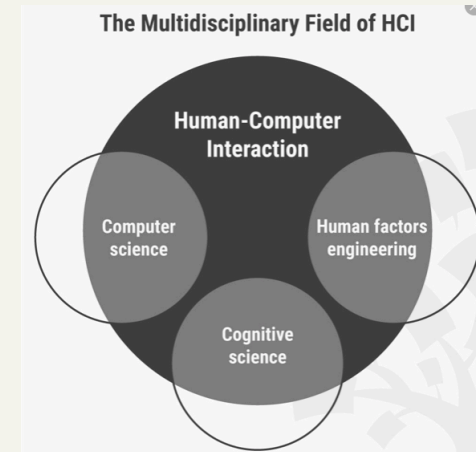 The Multidisciplinary Field of HCI
Human-Computer
Interaction
Computer
science
Human factors
engineering
Cognitive
science